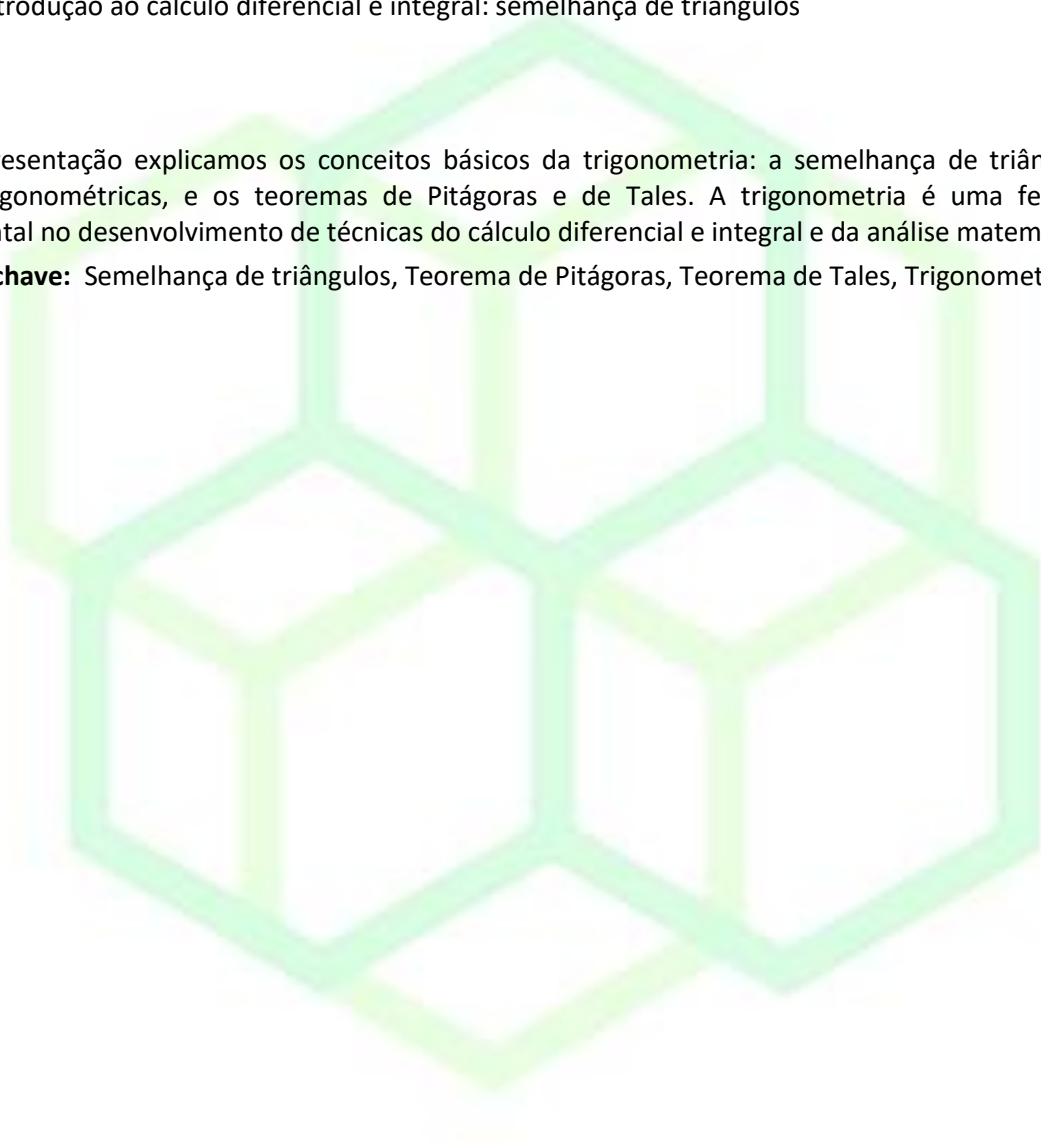 trodução ao cálculo diferencial e integral: semelhança de triângulos
esentação explicamos os conceitos básicos da trigonometria: a semelhança de triân
gonométricas, e os teoremas de Pitágoras e de Tales. A trigonometria é uma fe
tal no desenvolvimento de técnicas do cálculo diferencial e integral e da análise matem
chave: Semelhança de triângulos, Teorema de Pitágoras, Teorema de Tales, Trigonomet